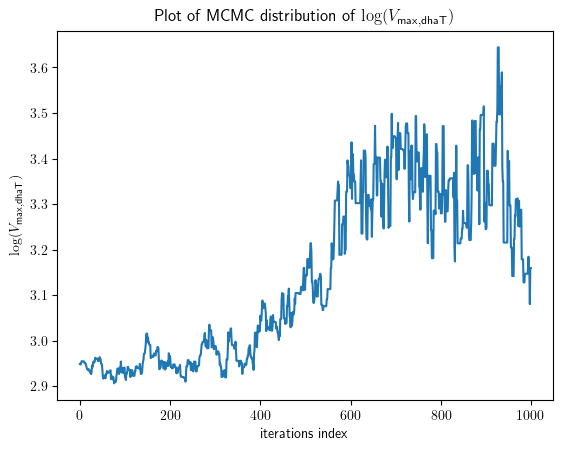 Plot of MCMC distribution of log(V_max,dhaT)
log(V_max,dhaT)
3.6
3.5
3.4
3.3
3.2
3.1
3.0
2.9
0 200 400 600 800 1000
iterations index